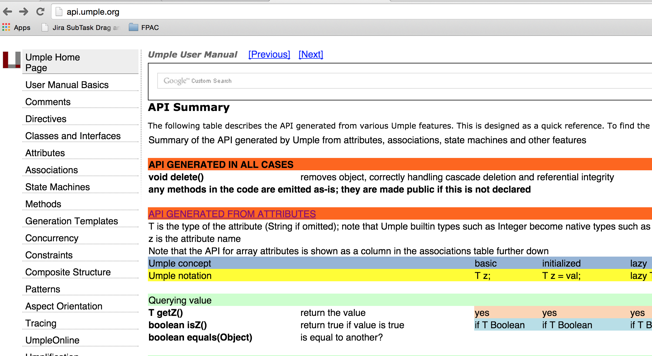 api.umple.org
Apps
Jira SubTask Drag
FPAC
Umple Home
Page
User Manual Basics
Comments
Directives
Classes and Interfaces
Attributes
Associations
State Machines
Methods
Generation Templates
Concurrency
Constraints
Composite Structure
Patterns
Aspect Orientation
Tracing
UmpleOnline
Umplification
Umple User Manual [Previous] [Next]
Google™ Custom Search
API Summary
The following table describes the API generated from various Umple features. This is designed as a quick reference. To find the
Summary of the API generated by Umple from attributes, associations, state machines and other features
API GENERATED IN ALL CASES
void delete() removes object, correctly handling cascade deletion and referential integrity
any methods in the code are emitted as-is; they are made public if this is not declared
API GENERATED FROM ATTRIBUTES
T is the type of the attribute (String if omitted); note that Umple builtin types such as Integer become native types such as
z is the attribute name
Note that the API for array attributes is shown as a column in the associations table further down
Umple concept basic initialized lazy
Umple notation T z; T z = val; lazy T
Querying value
T getZ() return the value yes yes yes
boolean isZ() return true if value is true if T Boolean if T Boolean if T B
boolean equals(Object) is equal to another?